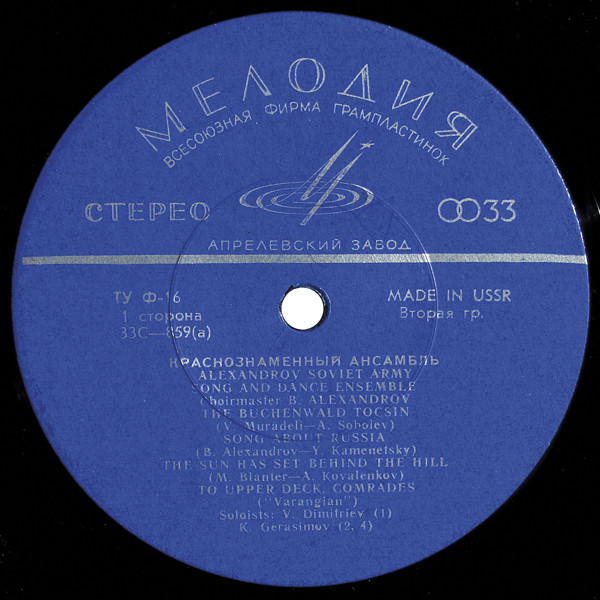 МЕЛОДИЯ
ВСЕСОЮЗНАЯ ФИРМА ГРАМПЛАСТИНОК
СТЕРЕО
33
АПРЕЛЕВСКИЙ ЗАВОД
ТУ Ф-16
MADE IN USSR
1 сторона
Вторая гр.
33С—859(а)
КРАСНОЗНАМЕННЫЙ АНСАМБЛЬ
ALEXANDROV SOVIET ARMY
SONG AND DANCE ENSEMBLE
Choirmaster B. ALEXANDROV
THE BUCHENWALD TOCSIN
(V. Muradeli—A. Sobolev)
SONG ABOUT RUSSIA
(B. Alexandrov—Y. Kamenetsky)
THE SUN HAS SET BEHIND THE HILL
(M. Blanter—A. Kovalenkov)
TO UPPER DECK, COMRADES
("Varangian")
Soloists: V. Dimitriev (1)
K. Gerasimov (2, 4)